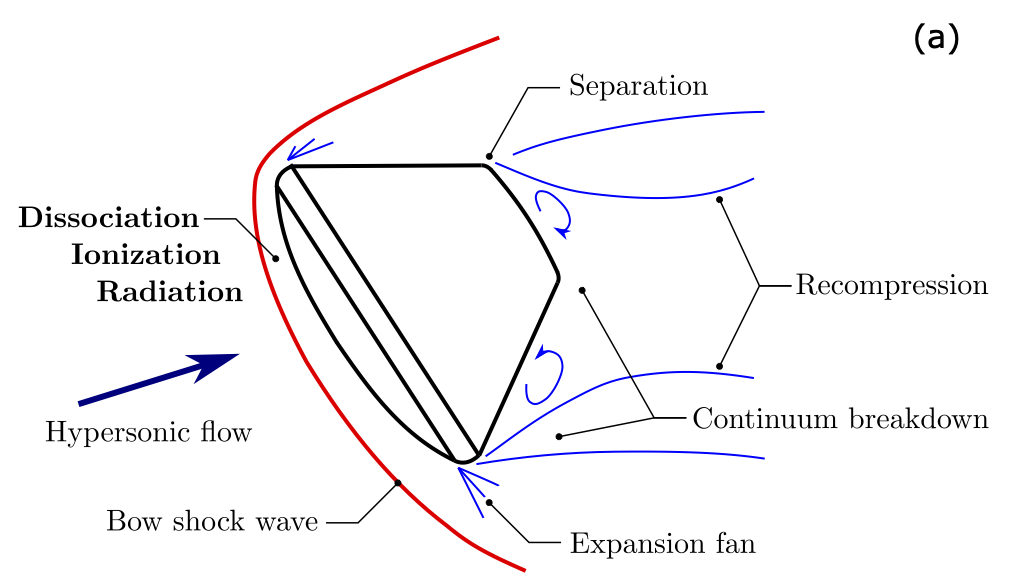 (a)
Separation
Dissociation
Ionization
Radiation
Recompression
Hypersonic flow
Continuum breakdown
Bow shock wave
Expansion fan